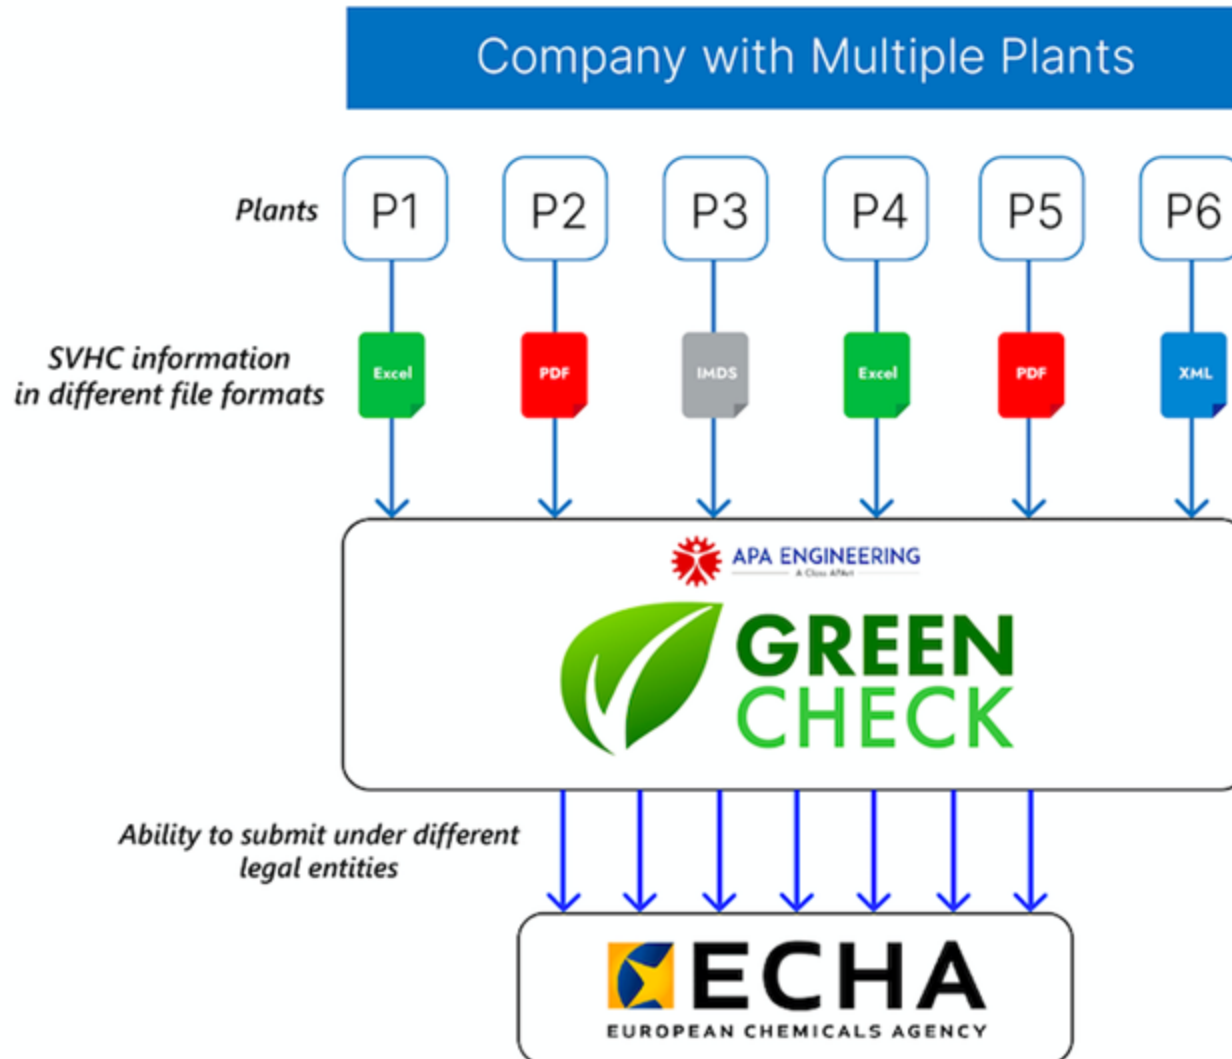 Company with Multiple Plants
Plants
P1
P2
P3
P4
P5
P6
SVHC information
in different file formats
Excel
PDF
IMDS
Excel
PDF
XML
APA ENGINEERING
A Class APArt
GREEN
CHECK
Ability to submit under different
legal entities
ECHA
EUROPEAN CHEMICALS AGENCY